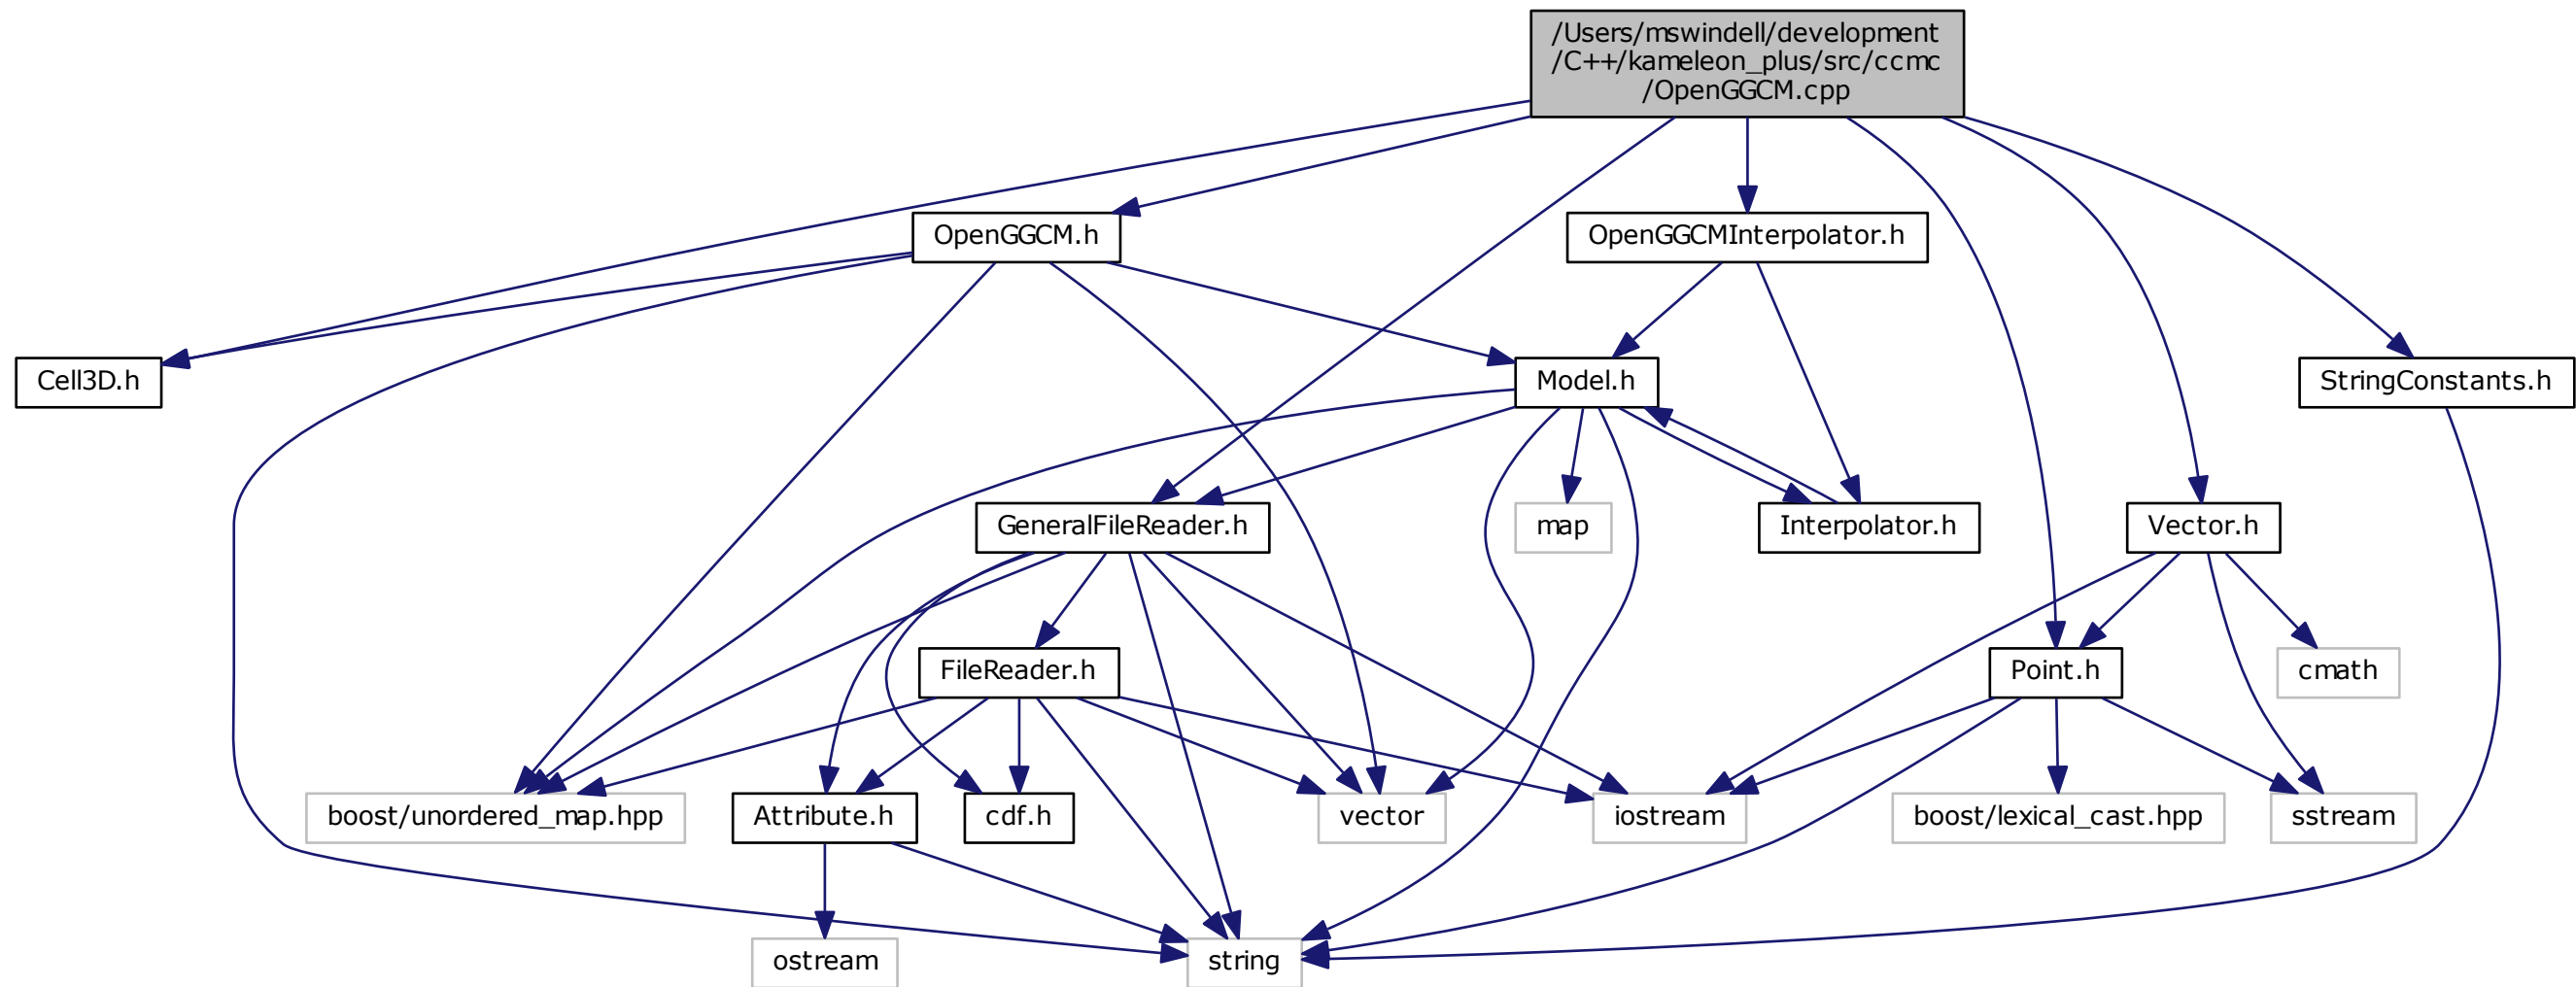 /Users/mswindell/development
/C++/kameleon_plus/src/ccmc
/OpenGGCM.cpp
OpenGGCM.h
OpenGGCMInterpolator.h
Cell3D.h
Model.h
StringConstants.h
GeneralFileReader.h
map
Interpolator.h
Vector.h
FileReader.h
Point.h
cmath
boost/unordered_map.hpp
Attribute.h
cdf.h
vector
iostream
boost/lexical_cast.hpp
sstream
ostream
string